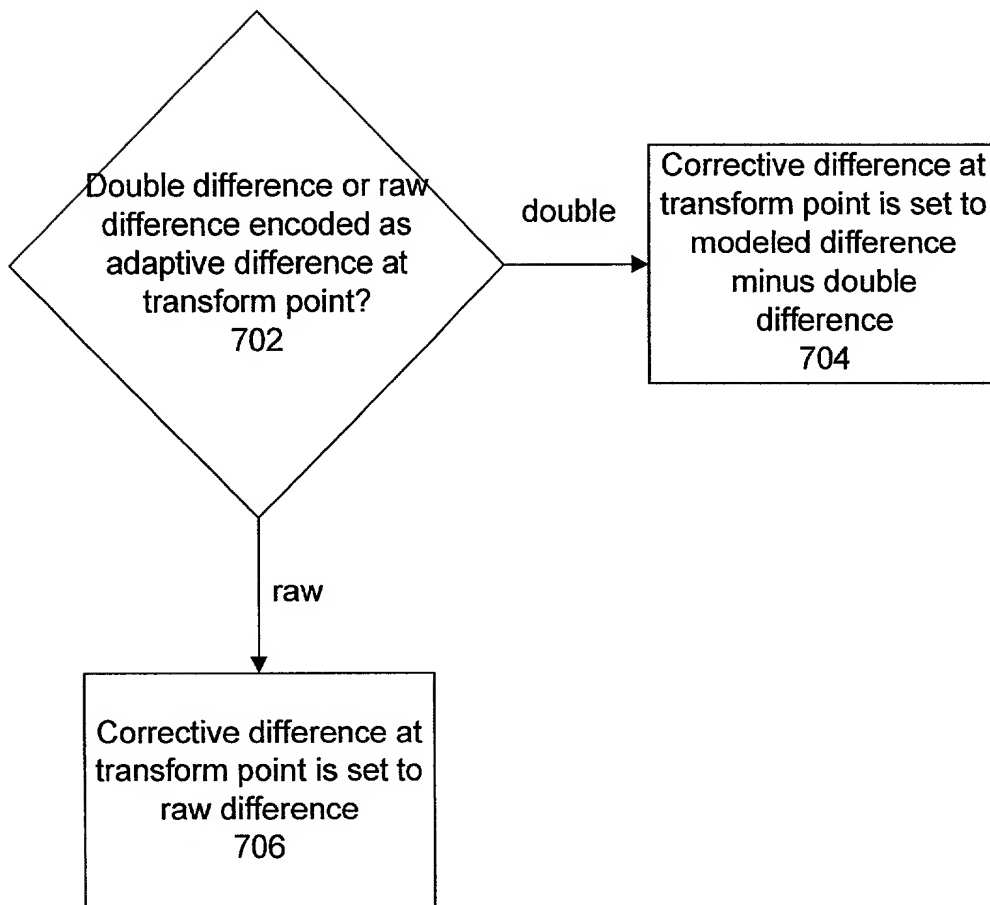 Double difference or raw
difference encoded as
adaptive difference at
transform point?
702
double
Corrective difference at
transform point is set to
modeled difference
minus double
difference
704
raw
Corrective difference at
transform point is set to
raw difference
706